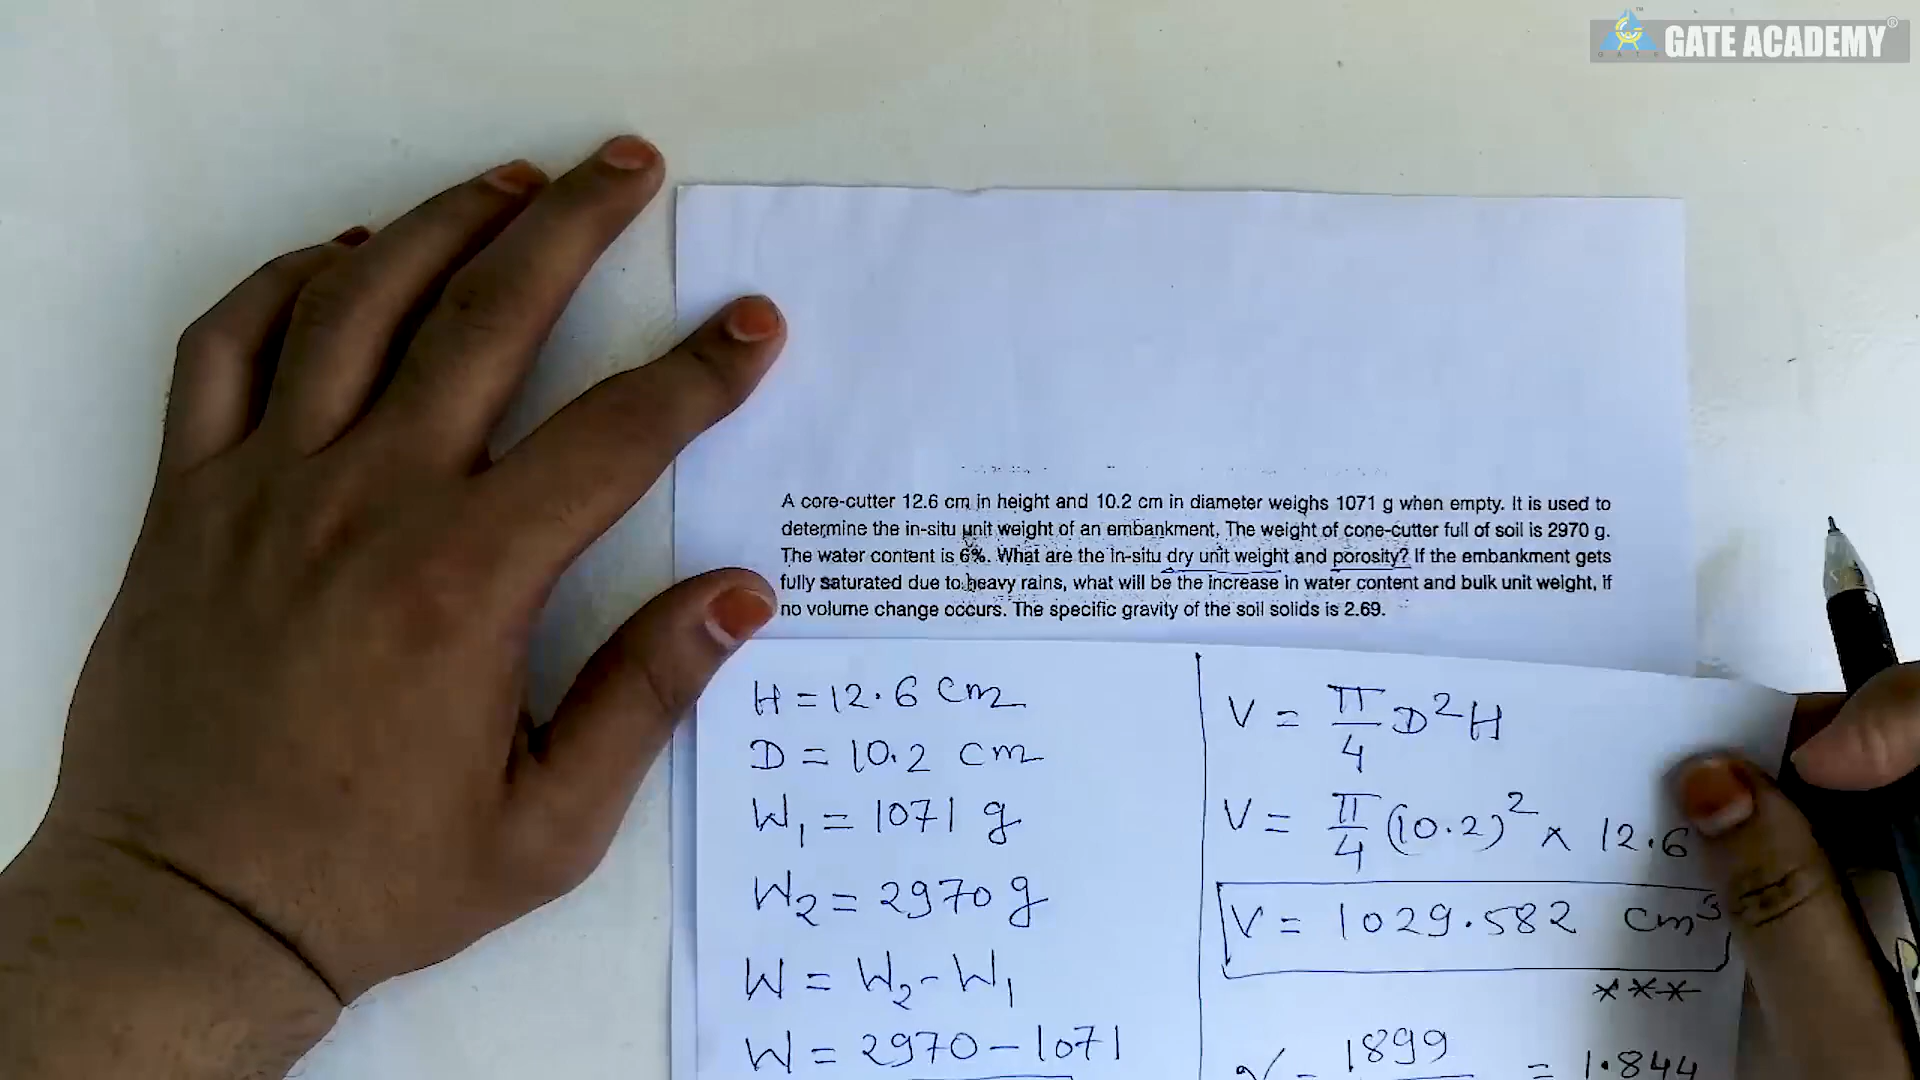 GATE ACADEMY
A core-cutter 12.6 cm in height and 10.2 cm in diameter weighs 1071 g when empty. It is used to
determine the in-situ unit weight of an embankment. The weight of cone-cutter full of soil is 2970 g.
The water content is 6%. What are the in-situ dry unit weight and porosity? If the embankment gets
fully saturated due to heavy rains, what will be the increase in water content and bulk unit weight, if
no volume change occurs. The specific gravity of the soil solids is 2.69.
H = 12.6 cm
D = 10.2 cm
W₁ = 1071 g
W₂ = 2970 g
W = W₂ - W₁
W = 2970 - 1071
V = π/4 D²H
V = π/4 (10.2)² × 12.6
V = 1029.582 cm³
***
1899
= 1.844